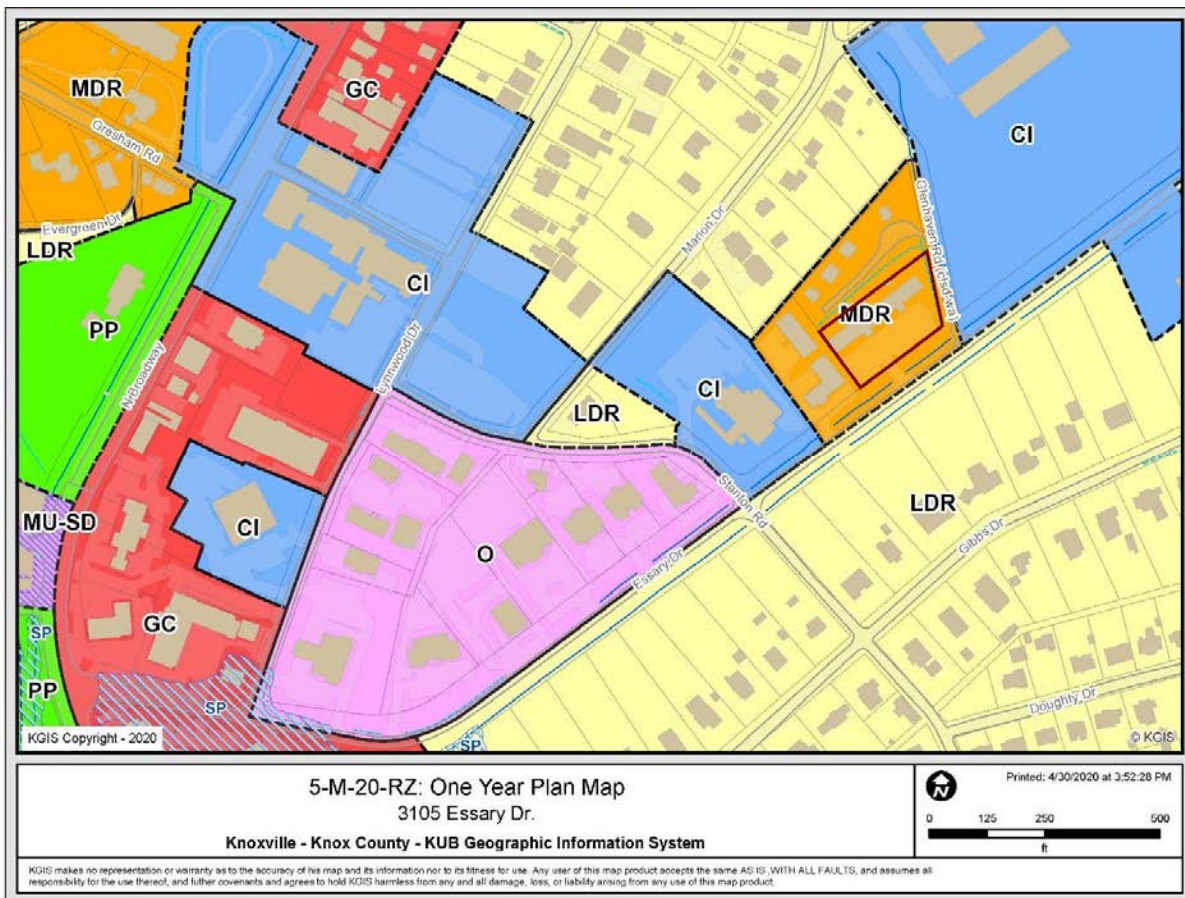 MDR
GC
Gresham Rd
CI
Evergreen Dr
LDR
Marion Dr
Glenhaven Rd (clsd wa)
CI
PP
MDR
N Broadway
Lynnwood Dr
LDR
CI
Stanton Rd
LDR
MU-SD
CI
O
Gibbs Dr
Essary Dr
GC
SP
PP
SP
Doughty Dr
SP
KGIS Copyright - 2020
© KGIS
5-M-20-RZ: One Year Plan Map
3105 Essary Dr.
Knoxville - Knox County - KUB Geographic Information System
N
Printed: 4/30/2020 at 3:52:28 PM
0 125 250 500
ft
KGIS makes no representation or warranty as to the accuracy of his map and its information nor to its fitness for use. Any user of this map product accepts the same AS IS ,WITH ALL FAULTS, and assumes all
responsibility for the use thereof, and futher covenants and agrees to hold KGIS harmless from any and all damage, loss, or liability arising from any use of this map product.